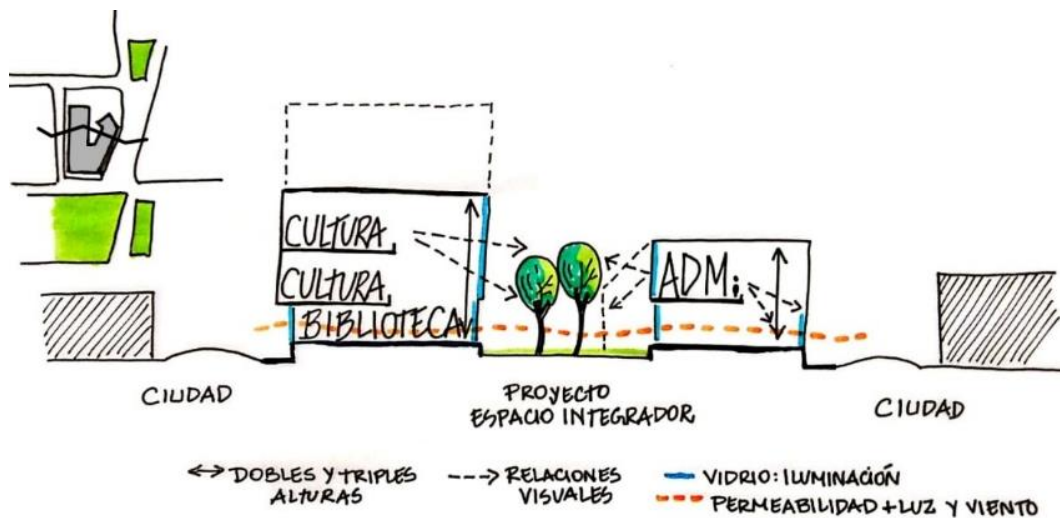 CULTURA
CULTURA
BIBLIOTECA
ADM.
CIUDAD
PROYECTO
ESPACIO INTEGRADOR
CIUDAD
DOBLES Y TRIPLES
ALTURAS
RELACIONES
VISUALES
VIDRIO: ILUMINACIÓN
PERMEABILIDAD + LUZ Y VIENTO